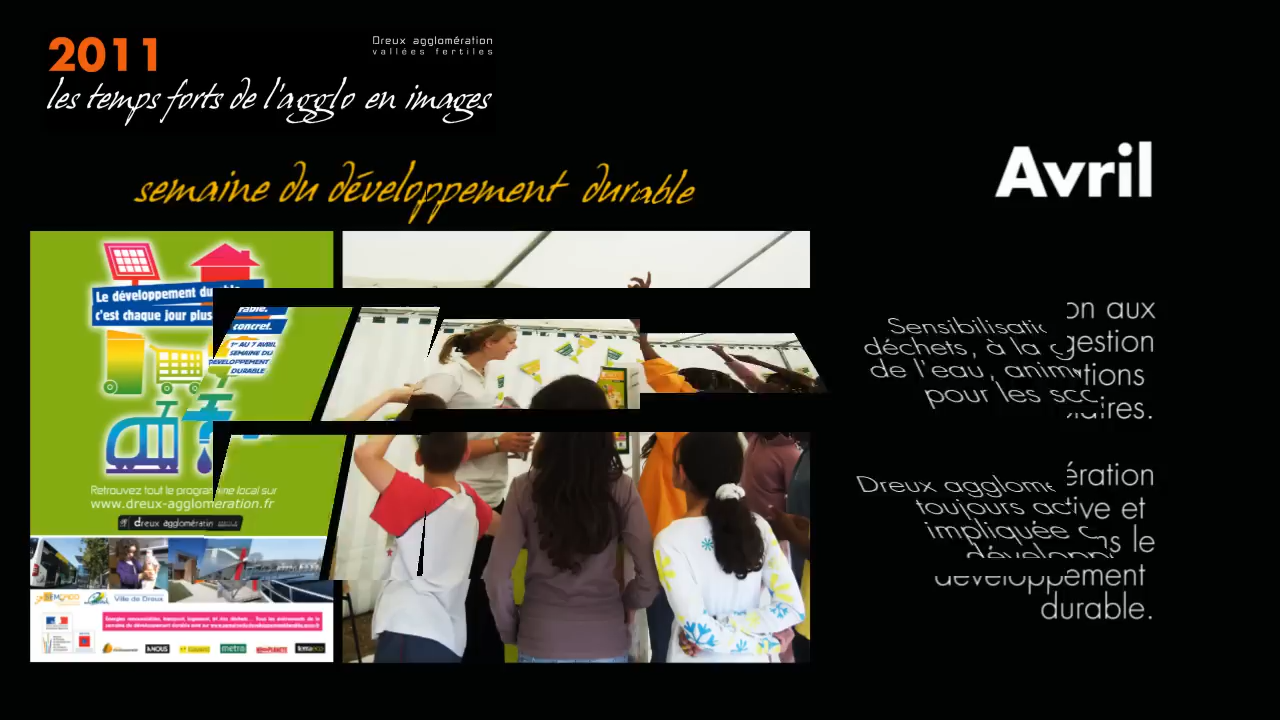 2011
Dreux agglomération
vallées fertiles
les temps forts de l'agglo en images
semaine du développement durable
Avril
Le développement du
c'est chaque jour plus
concret.
1ER AU 7 AVRIL
SEMAINE DU
DEVELOPPEMENT
DURABLE
Retrouvez tout le programme local sur
www.dreux-agglomeration.fr
dreux agglomération
Ville de Dreux
metro
Sensibilisation aux
déchets, à la gestion
de l'eau, animations
pour les scolaires.
Dreux agglomération
toujours active et
impliquée dans le
développement
durable.